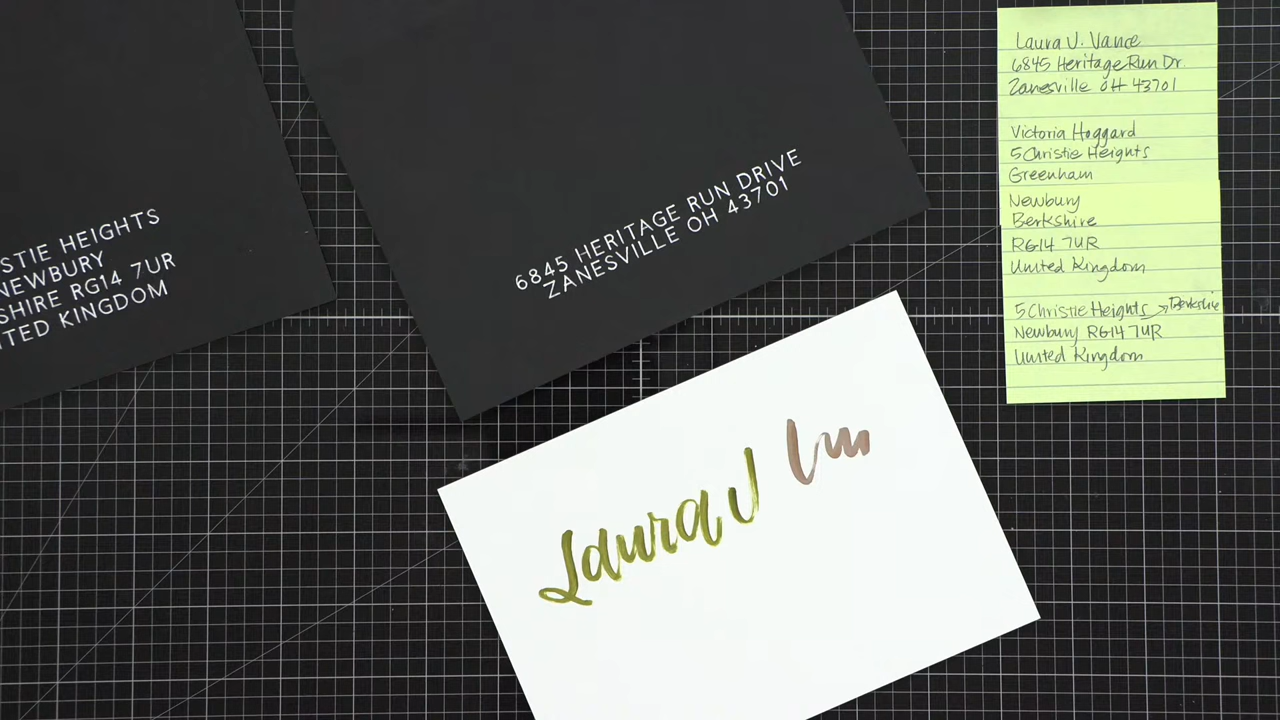 STIE HEIGHTS
NEWBURY
SHIRE RG14 7UR
TED KINGDOM
6845 HERITAGE RUN DRIVE
ZANESVILLE OH 43701
Laura J
Laura J. Vance
6845 Heritage Run Dr.
Zanesville OH 43701
Victoria Hoggard
5 Christie Heights
Greenham
Newbury
Berkshire
RG14 7UR
United Kingdom
5 Christie Heights → Berkshire
Newbury RG14 7UR
United Kingdom